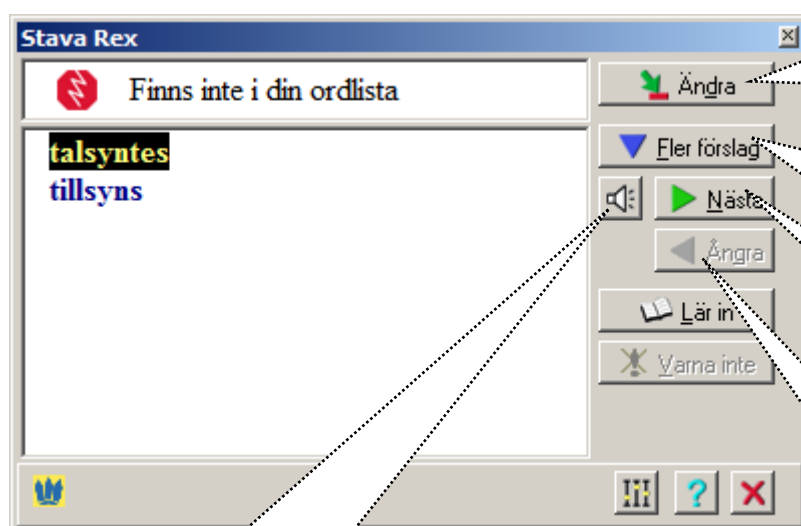 Stava Rex
Finns inte i din ordlista
talsyntes
tillsyns
Ändra
Fler förslag
Nästa
Ångra
Lär in
Varna inte